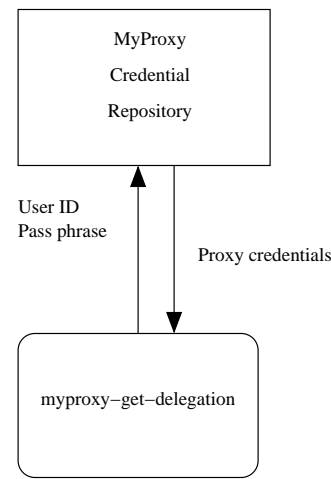 MyProxy
Credential
Repository
User ID
Pass phrase
Proxy credentials
myproxy−get−delegation